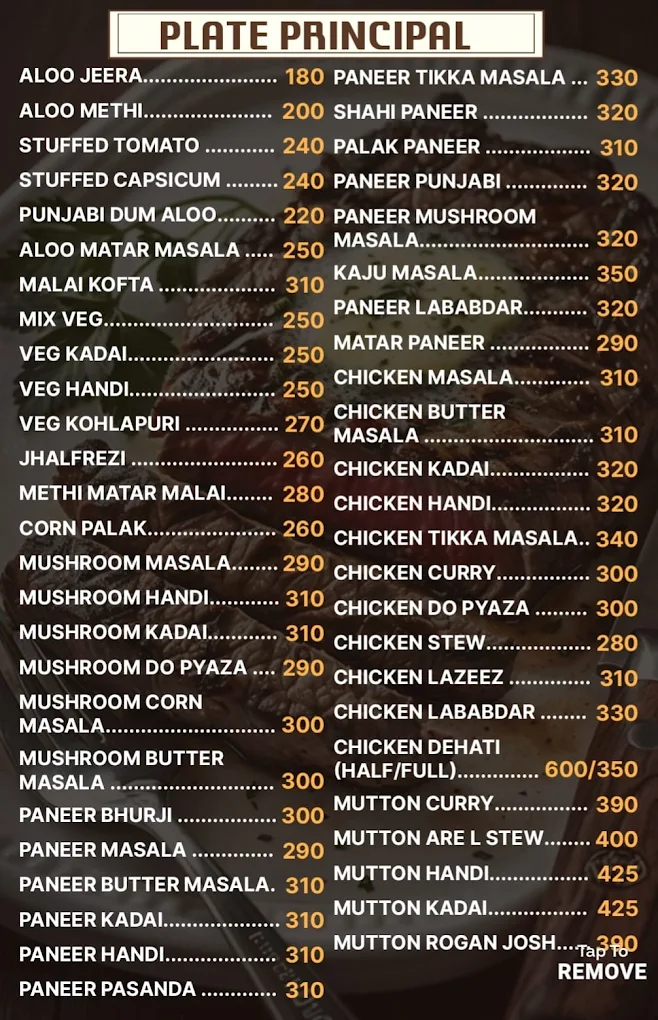 PLATE PRINCIPAL
ALOO JEERA....................... 180
ALOO METHI...................... 200
STUFFED TOMATO ............ 240
STUFFED CAPSICUM ......... 240
PUNJABI DUM ALOO.......... 220
ALOO MATAR MASALA ..... 250
MALAI KOFTA .................... 310
MIX VEG............................. 250
VEG KADAI......................... 250
VEG HANDI......................... 250
VEG KOHLAPURI ................ 270
JHALFREZI ......................... 260
METHI MATAR MALAI........ 280
CORN PALAK...................... 260
MUSHROOM MASALA........ 290
MUSHROOM HANDI............ 310
MUSHROOM KADAI............ 310
MUSHROOM DO PYAZA .... 290
MUSHROOM CORN
MASALA............................. 300
MUSHROOM BUTTER
MASALA ............................ 300
PANEER BHURJI ................. 300
PANEER MASALA ............... 290
PANEER BUTTER MASALA. 310
PANEER KADAI.................... 310
PANEER HANDI................... 310
PANEER PASANDA ............. 310
PANEER TIKKA MASALA ... 330
SHAHI PANEER .................. 320
PALAK PANEER .................. 310
PANEER PUNJABI .............. 320
PANEER MUSHROOM
MASALA............................. 320
KAJU MASALA................... 350
PANEER LABABDAR........... 320
MATAR PANEER ................. 290
CHICKEN MASALA............. 310
CHICKEN BUTTER
MASALA ............................. 310
CHICKEN KADAI................. 320
CHICKEN HANDI................. 320
CHICKEN TIKKA MASALA.. 340
CHICKEN CURRY................ 300
CHICKEN DO PYAZA ......... 300
CHICKEN STEW.................. 280
CHICKEN LAZEEZ .............. 310
CHICKEN LABABDAR ........ 330
CHICKEN DEHATI
(HALF/FULL).............. 600/350
MUTTON CURRY................ 390
MUTTON ARE L STEW........ 400
MUTTON HANDI................. 425
MUTTON KADAI................. 425
MUTTON ROGAN JOSH.... 390
Tap To
REMOVE